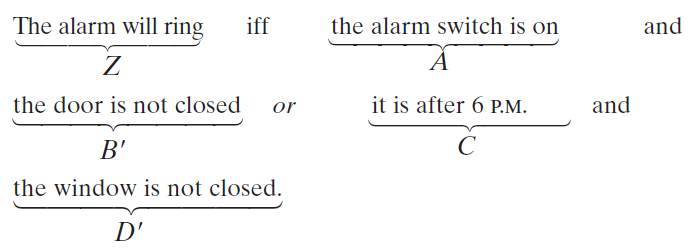 The alarm will ring iff the alarm switch is on and
Z A
the door is not closed or it is after 6 P.M. and
B′ C
the window is not closed.
D′